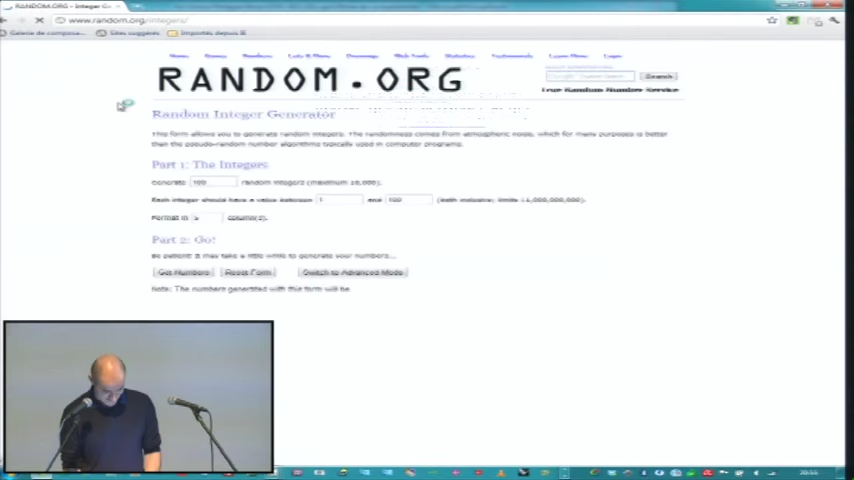 RANDOM.ORG - Integer Ge
www.random.org/integers/
Galerie de composa... Sites suggérés Importés depuis IE
Home Games Numbers Lists & More Drawings Web Tools Statistics Testimonials Learn More Login
RANDOM.ORG
Search
True Random Number Service
Random Integer Generator
This form allows you to generate random integers. The randomness comes from atmospheric noise, which for many purposes is better
than the pseudo-random number algorithms typically used in computer programs.
Part 1: The Integers
Generate 100 random integers (maximum 10,000).
Each integer should have a value between 1 and 100 (both inclusive; limits ±1,000,000,000).
Format in 5 column(s).
Part 2: Go!
Be patient! It may take a little while to generate your numbers...
Get Numbers Reset Form Switch to Advanced Mode
Note: The numbers generated with this form will be